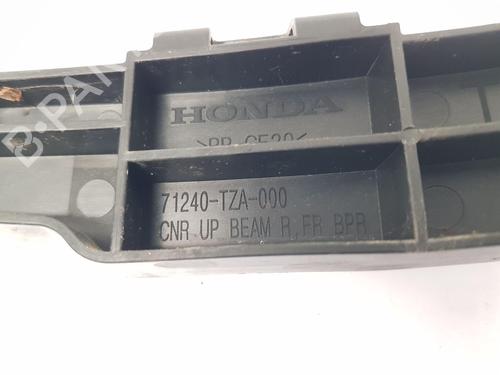 HONDA
>PP-GF30<
71240-TZA-000
CNR UP BEAM R,FR BPR